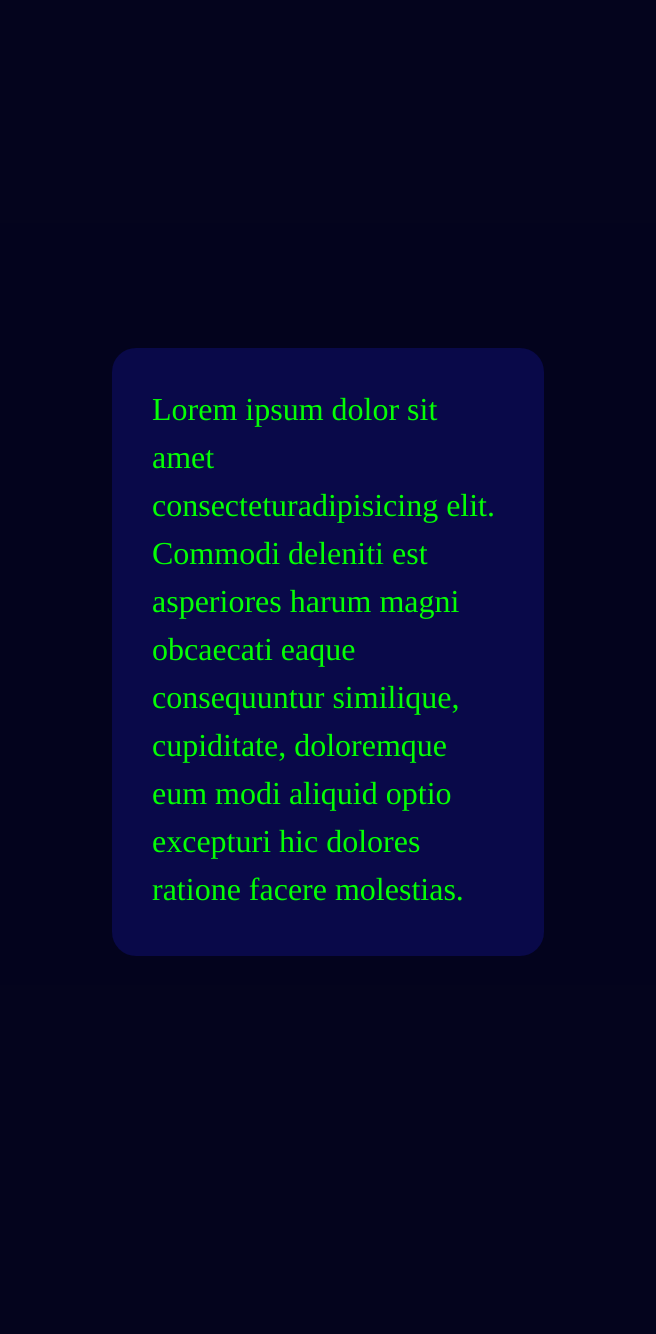 Lorem ipsum dolor sit
amet
consecteturadipisicing elit.
Commodi deleniti est
asperiores harum magni
obcaecati eaque
consequuntur similique,
cupiditate, doloremque
eum modi aliquid optio
excepturi hic dolores
ratione facere molestias.